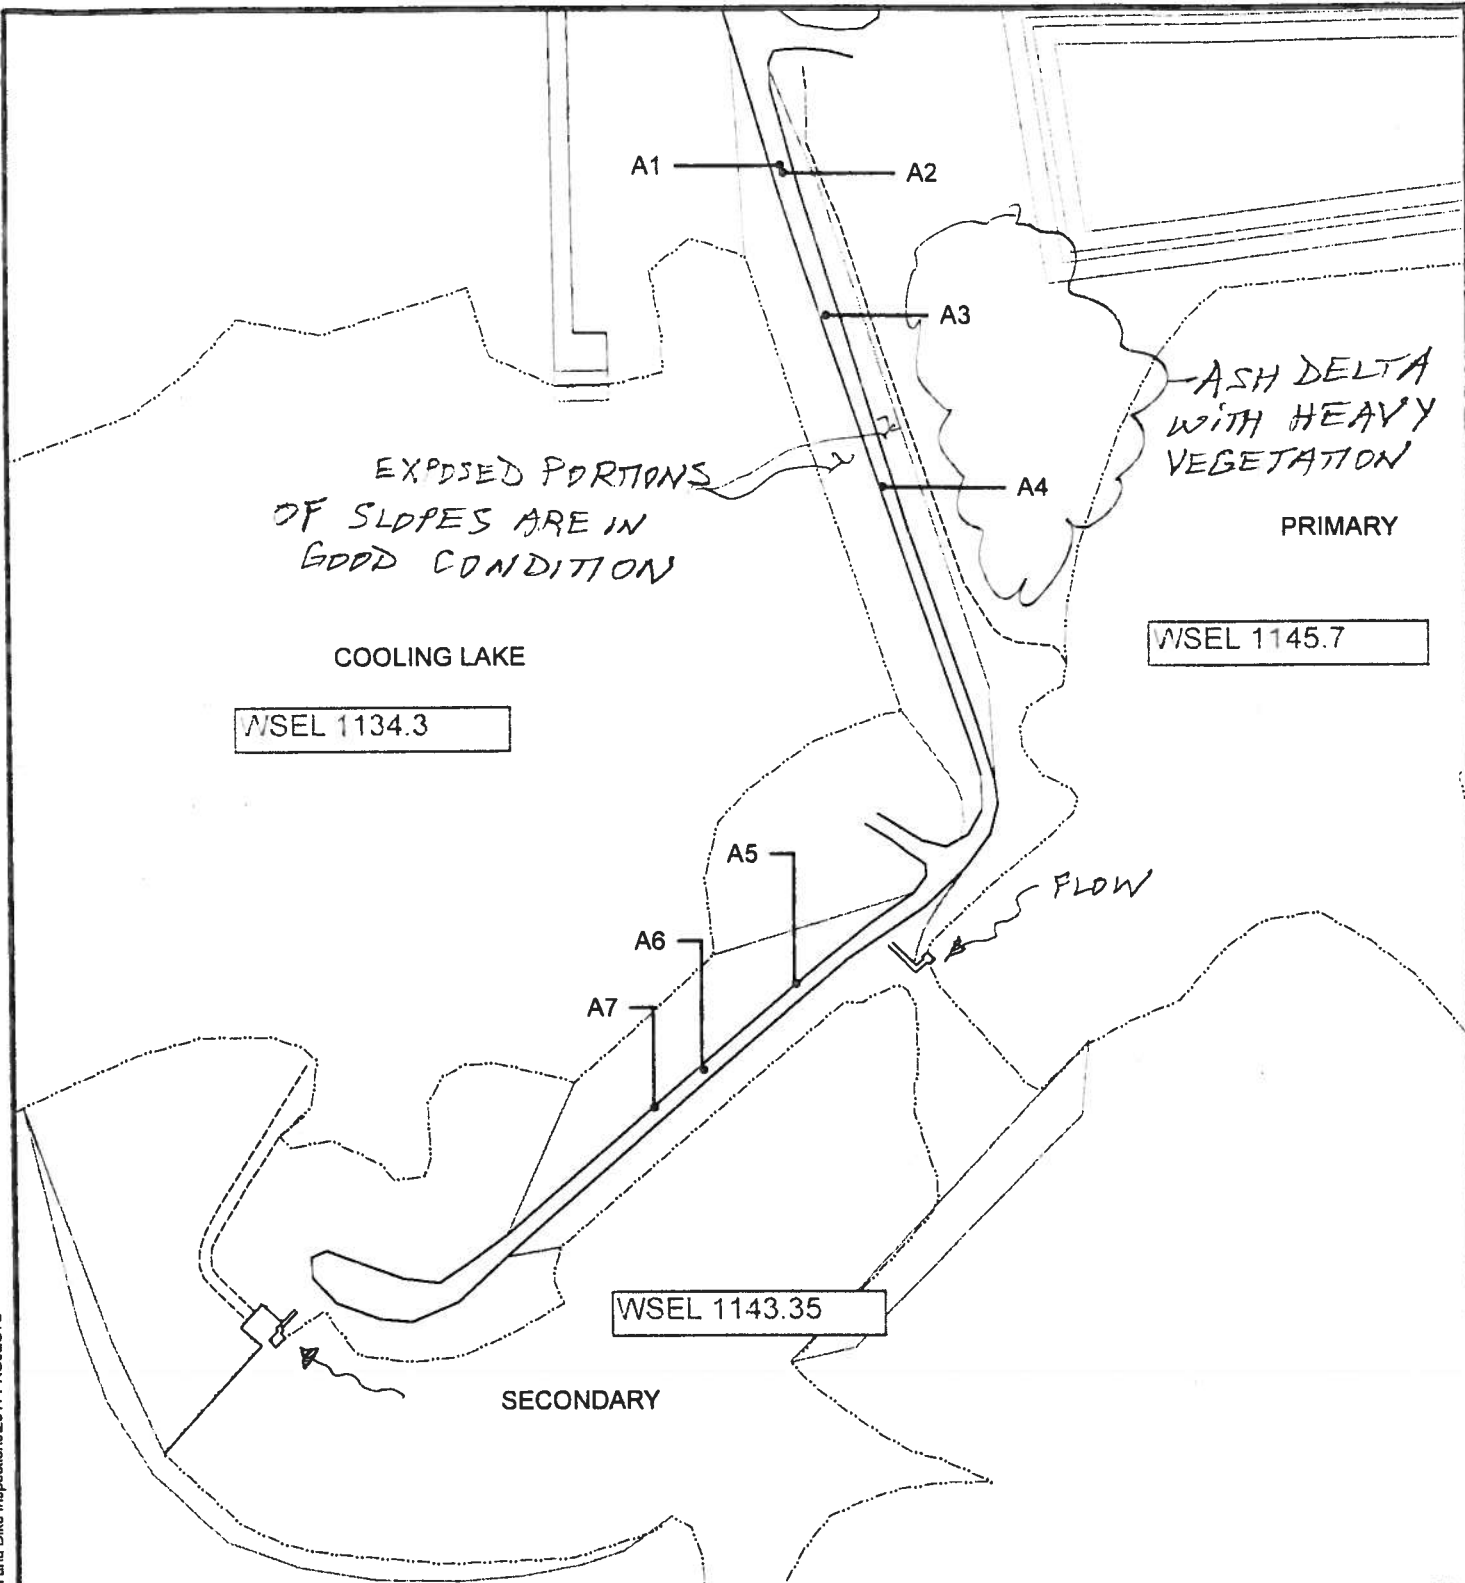 A1
A2
A3
ASH DELTA
WITH HEAVY
VEGETATION
EXPOSED PORTIONS
OF SLOPES ARE IN
GOOD CONDITION
A4
PRIMARY
WSEL 1145.7
COOLING LAKE
WSEL 1134.3
A5
FLOW
A6
A7
WSEL 1143.35
SECONDARY